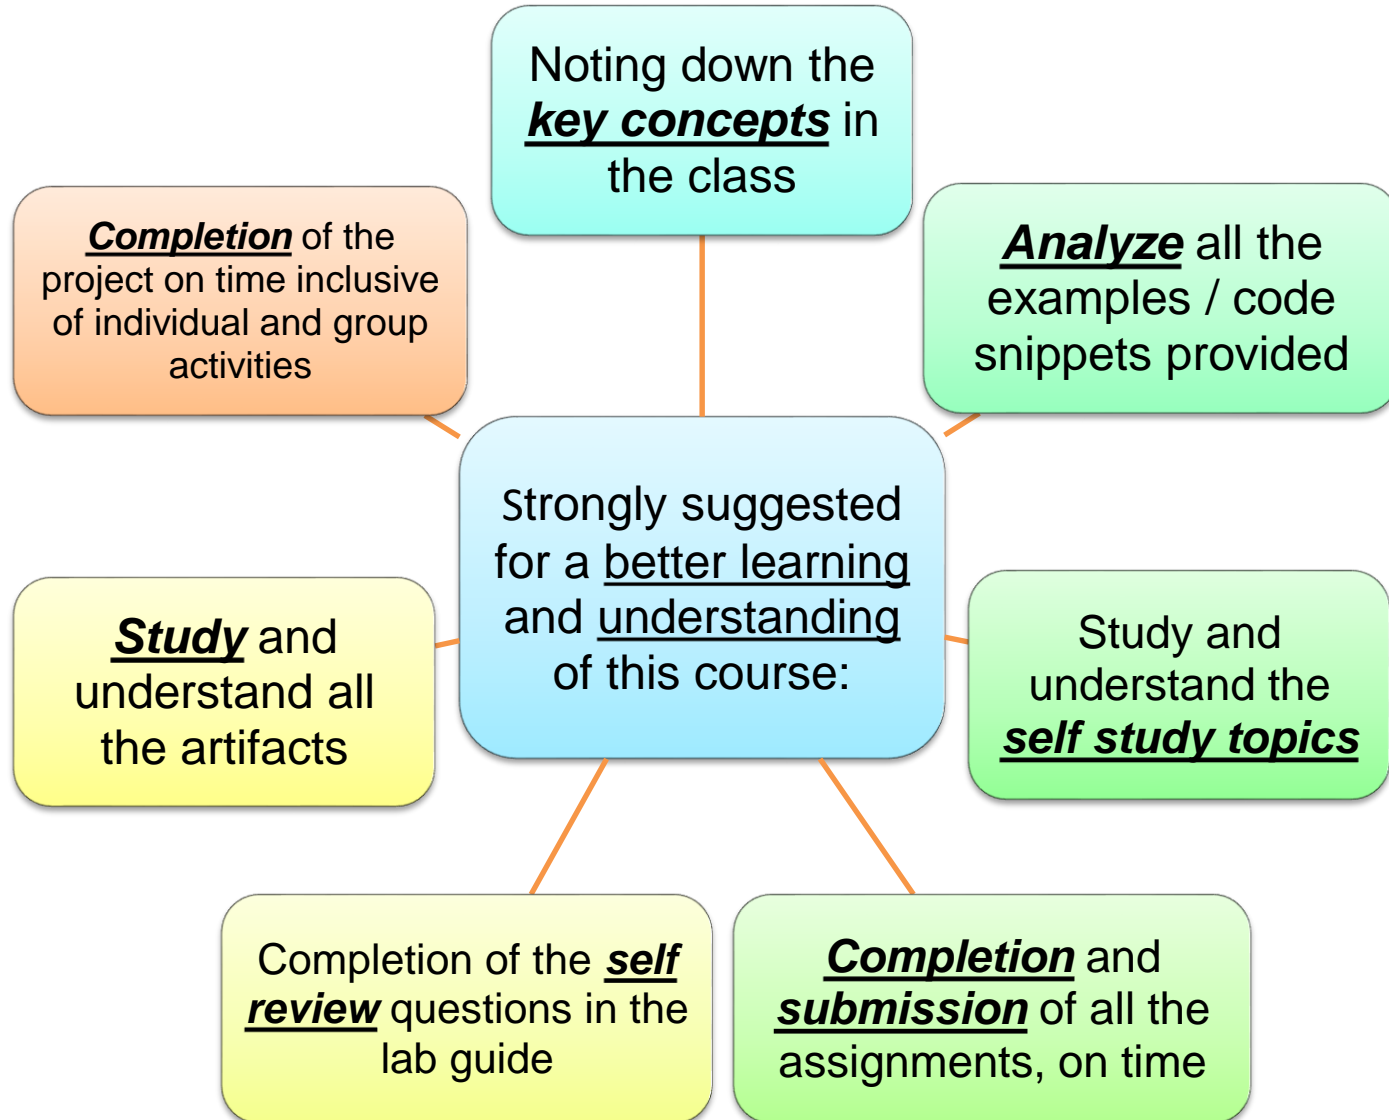 Noting down the
key concepts in
the class
Completion of the
project on time inclusive
of individual and group
activities
Analyze all the
examples / code
snippets provided
Strongly suggested
for a better learning
and understanding
of this course:
Study and
understand all
the artifacts
Study and
understand the
self study topics
Completion of the self
review questions in the
lab guide
Completion and
submission of all the
assignments, on time